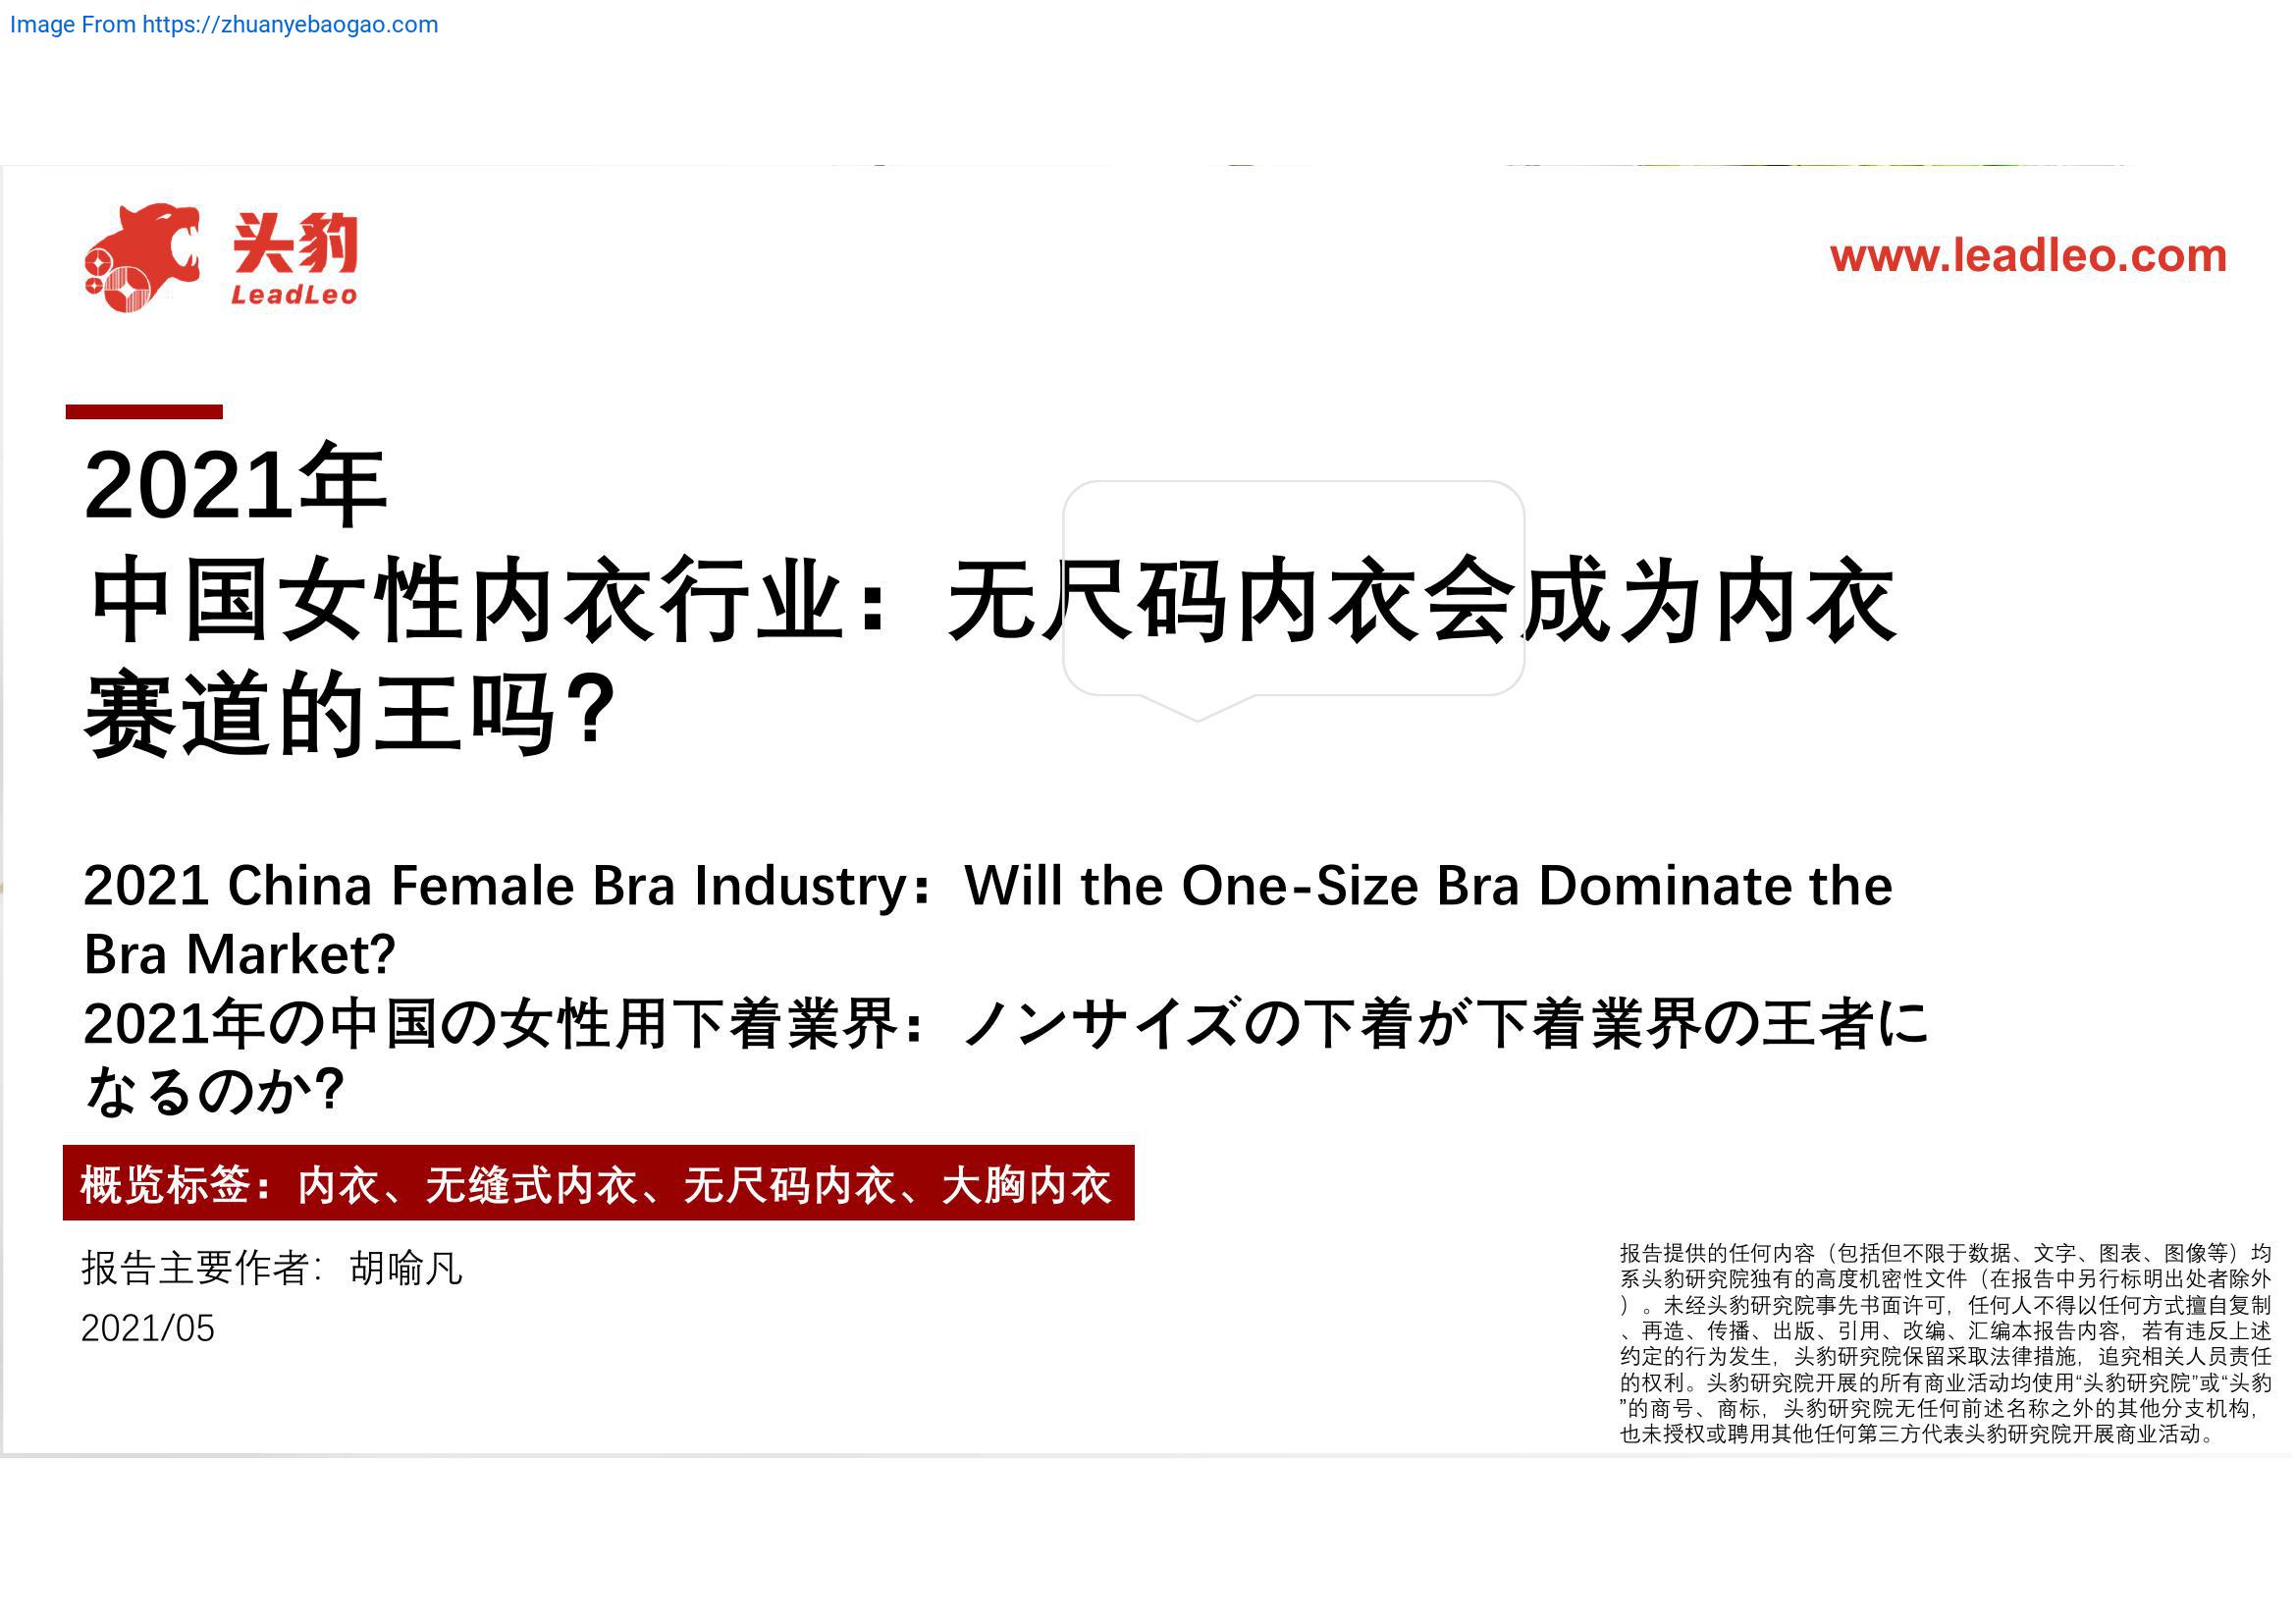 Image From https://zhuanyebaogao.com
头豹
LeadLeo
www.leadleo.com
2021年
中国女性内衣行业：无尺码内衣会成为内衣
赛道的王吗？
2021 China Female Bra Industry：Will the One-Size Bra Dominate the
Bra Market?
2021年の中国の女性用下着業界：ノンサイズの下着が下着業界の王者に
なるのか?
概览标签：内衣、无缝式内衣、无尺码内衣、大胸内衣
报告主要作者：胡喻凡
2021/05
报告提供的任何内容（包括但不限于数据、文字、图表、图像等）均
系头豹研究院独有的高度机密性文件（在报告中另行标明出处者除外
）。未经头豹研究院事先书面许可，任何人不得以任何方式擅自复制
、再造、传播、出版、引用、改编、汇编本报告内容，若有违反上述
约定的行为发生，头豹研究院保留采取法律措施，追究相关人员责任
的权利。头豹研究院开展的所有商业活动均使用“头豹研究院”或“头豹
”的商号、商标，头豹研究院无任何前述名称之外的其他分支机构，
也未授权或聘用其他任何第三方代表头豹研究院开展商业活动。